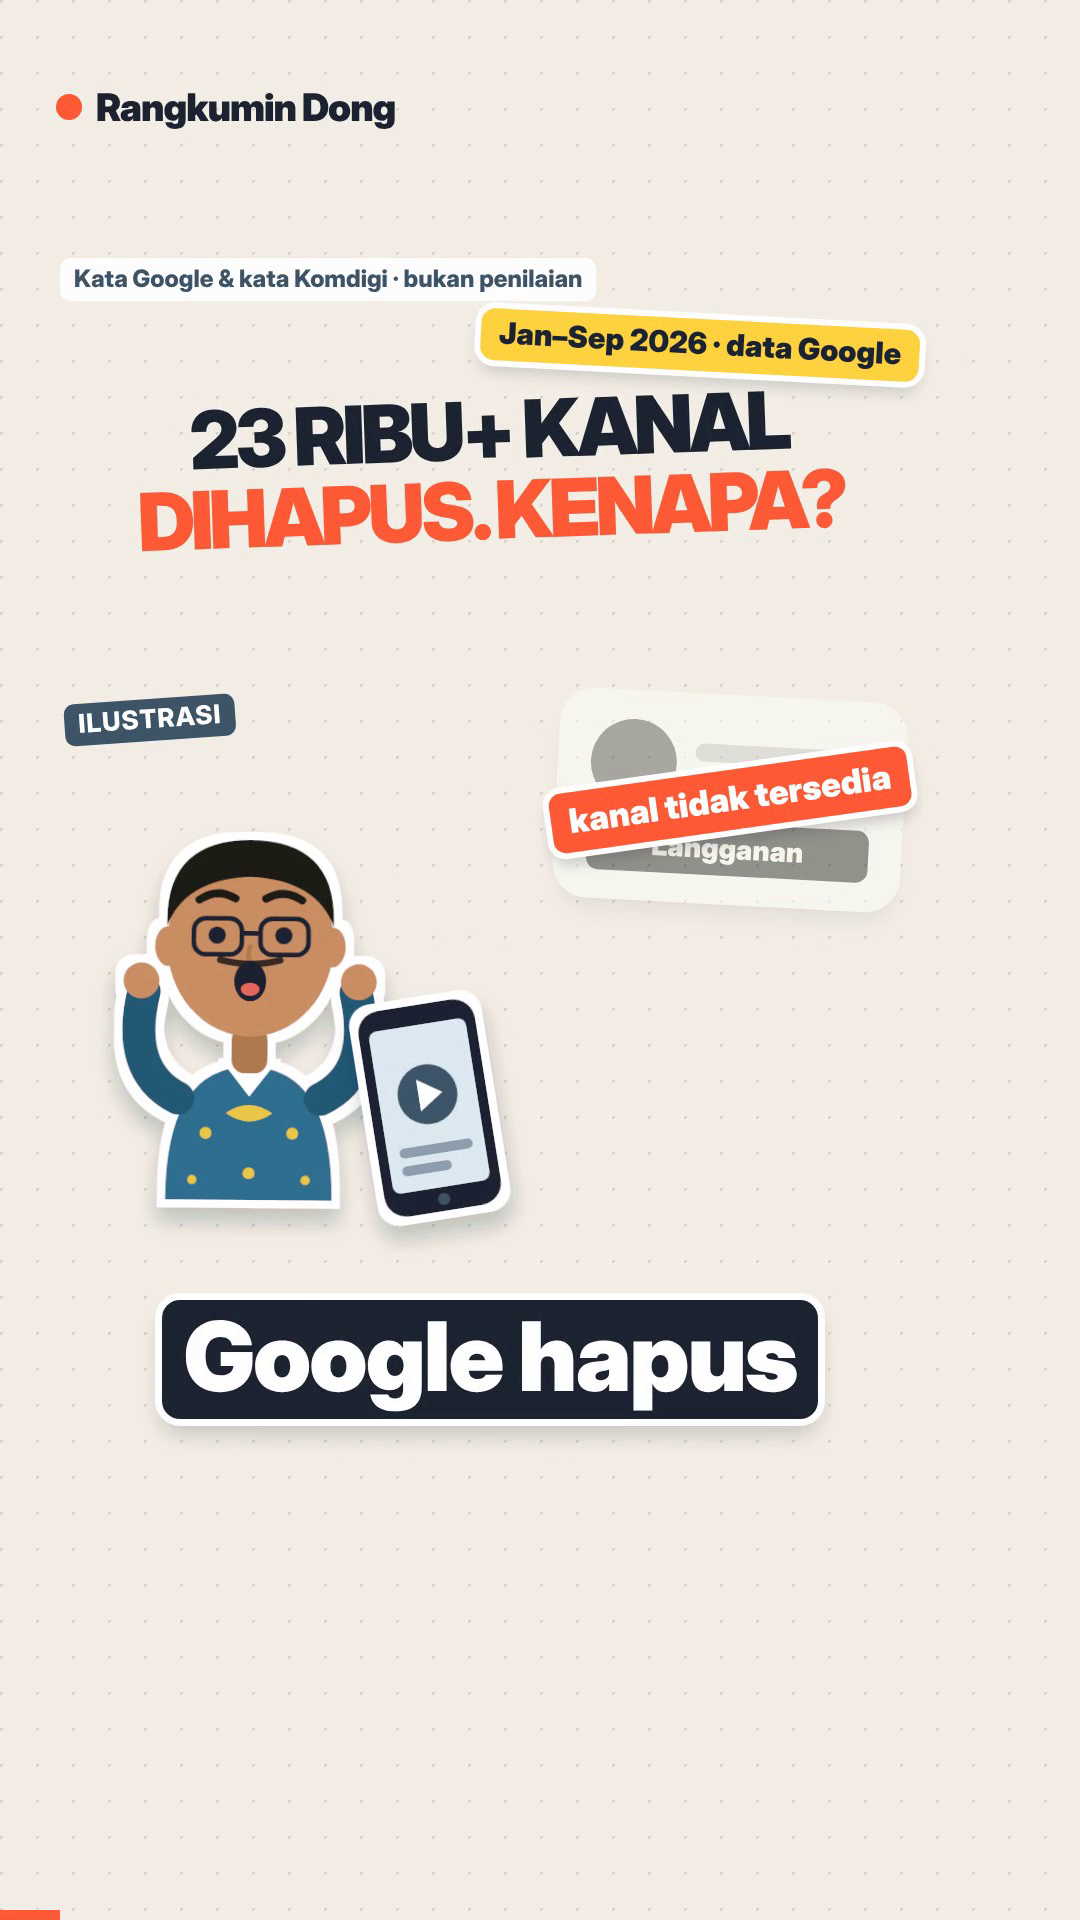 Rangkumin Dong
Kata Google & kata Komdigi · bukan penilaian
Jan–Sep 2026 · data Google
23 RIBU+ KANAL
DIHAPUS. KENAPA?
ILUSTRASI
kanal tidak tersedia
Langganan
Google hapus